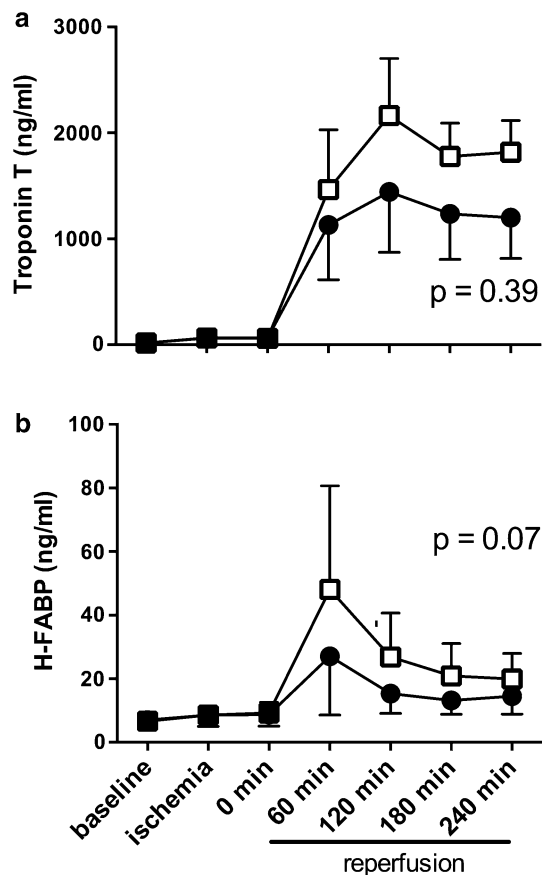 a
Troponin T (ng/ml)
3000
2000
1000
0
p = 0.39
b
H-FABP (ng/ml)
100
80
60
40
20
0
p = 0.07
baseline
ischemia
0 min
60 min
120 min
180 min
240 min
reperfusion